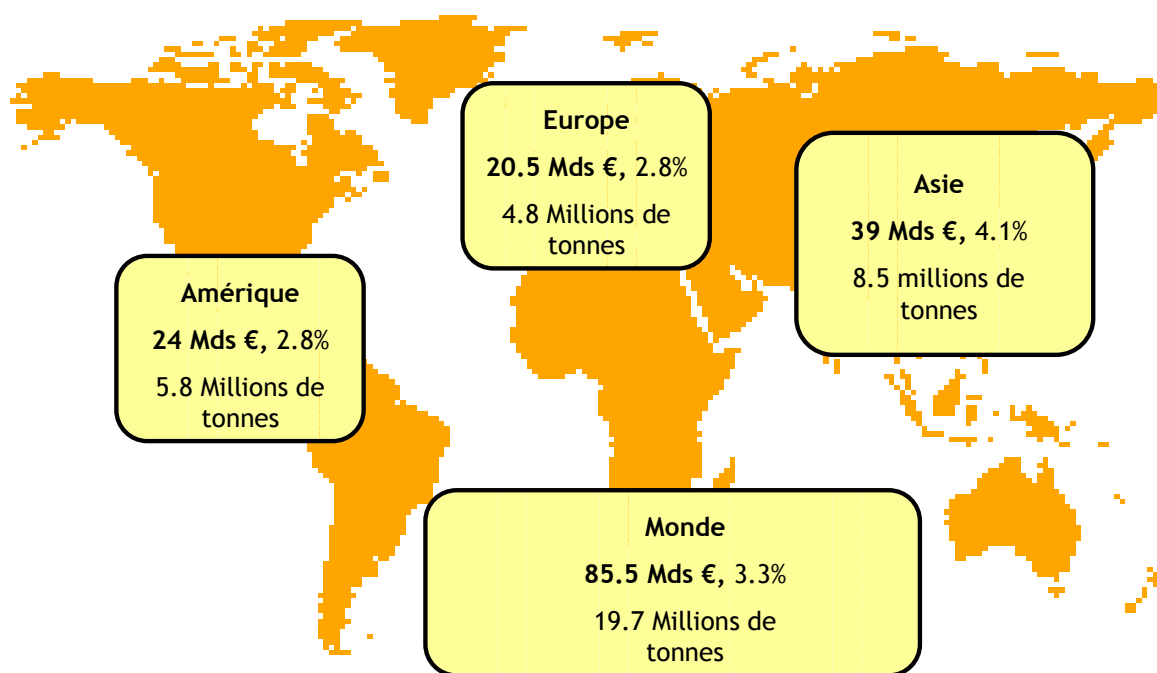 Europe
20.5 Mds €, 2.8%
4.8 Millions de
tonnes
Asie
39 Mds €, 4.1%
8.5 millions de
tonnes
Amérique
24 Mds €, 2.8%
5.8 Millions de
tonnes
Monde
85.5 Mds €, 3.3%
19.7 Millions de
tonnes